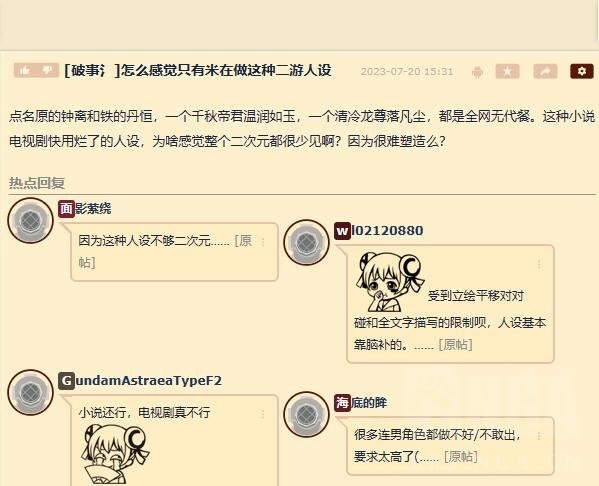 [破事氵]怎么感觉只有米在做这种二游人设
2023-07-20 15:31
点名原的钟离和铁的丹恒，一个千秋帝君温润如玉，一个清冷龙尊落凡尘，都是全网无代餐。这种小说
电视剧快用烂了的人设，为啥感觉整个二次元都很少见啊？因为很难塑造么？
热点回复
面影萦绕
因为这种人设不够二次元...... [原
帖]
wl02120880
受到立绘平移对对
碰和全文字描写的限制呗，人设基本
靠脑补的。...... [原帖]
GundamAstraeaTypeF2
小说还行，电视剧真不行
海底的眸
很多连男角色都做不好/不敢出，
要求太高了(...... [原帖]